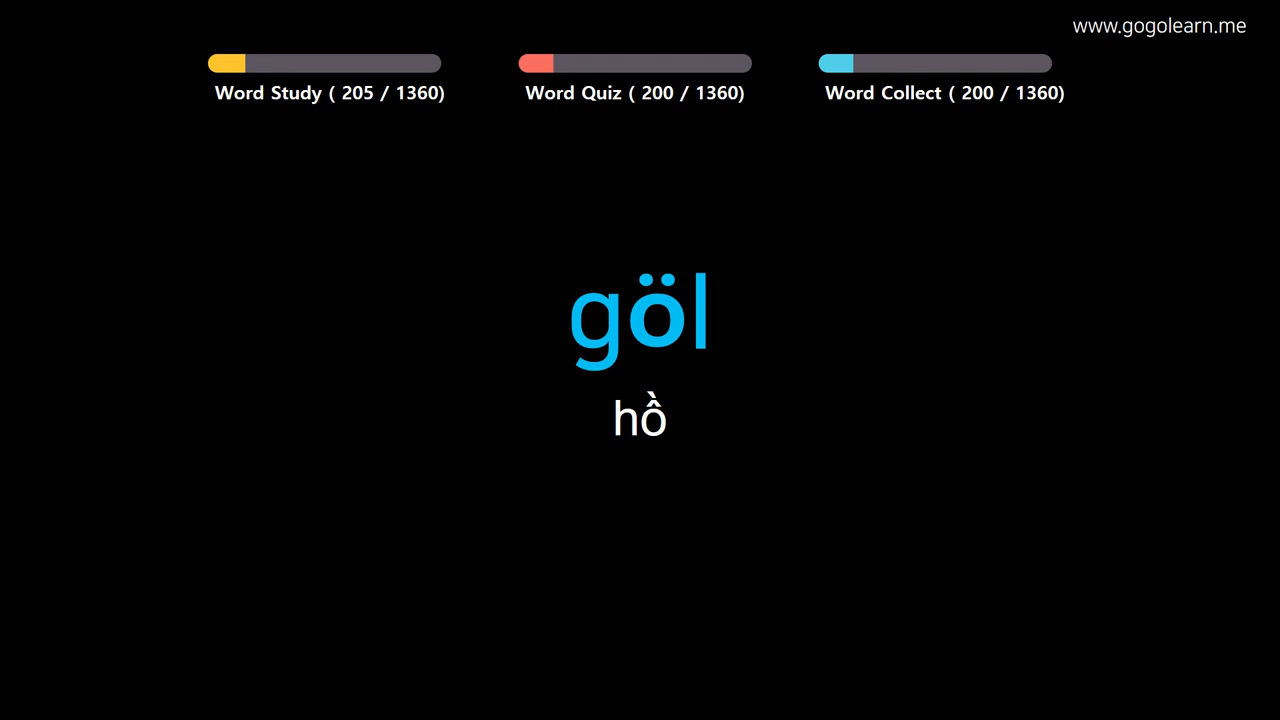 www.gogolearn.me
Word Study ( 205 / 1360)
Word Quiz ( 200 / 1360)
Word Collect ( 200 / 1360)
göl
hồ